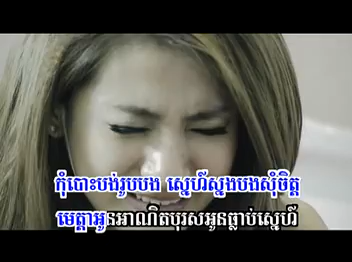 កុំបោះបង់រូបបង ស្នេហ៍ស្នងបងសុំចិត្ត
មេត្តាអូនអាណិតបុរសអូនធ្លាប់ស្នេហ៍